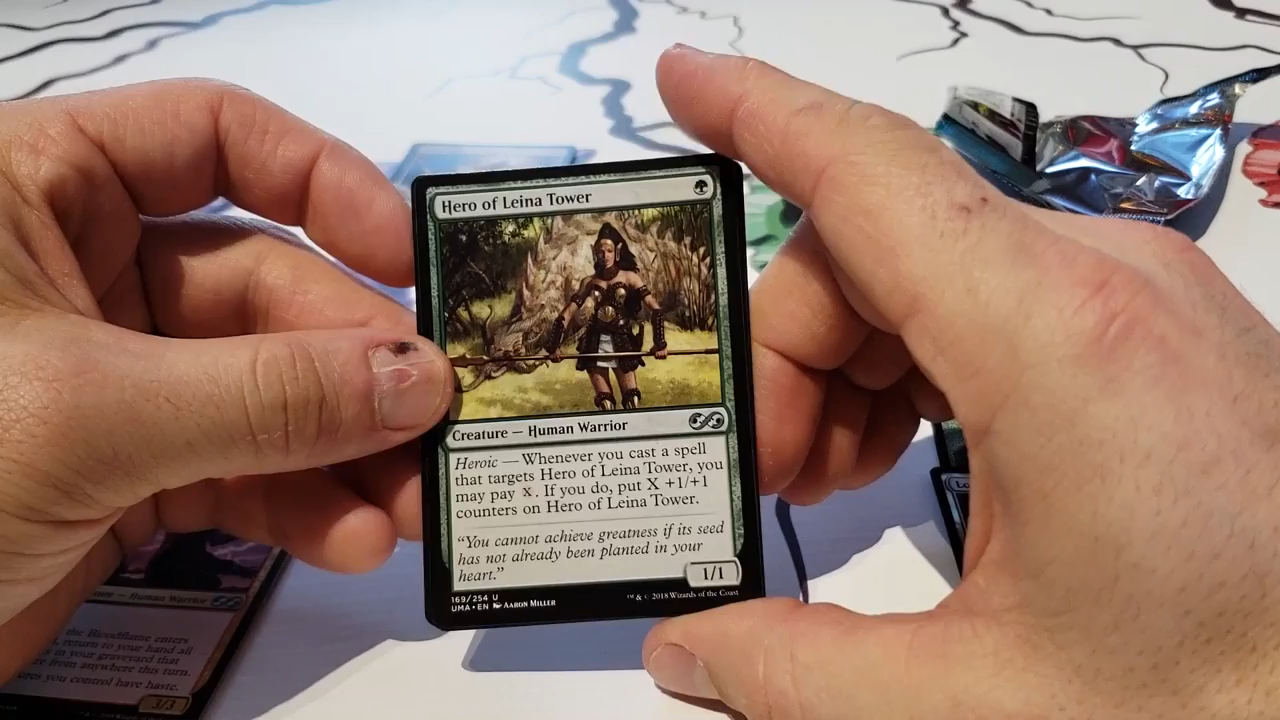 Hero of Leina Tower
Creature — Human Warrior
Heroic — Whenever you cast a spell
that targets Hero of Leina Tower, you
may pay X. If you do, put X +1/+1
counters on Hero of Leina Tower.
“You cannot achieve greatness if its seed
has not already been planted in your
heart.”
1/1
169/254 U
UMA • EN AARON MILLER
™ & © 2018 Wizards of the Coast
Human Warrior
the Bloodflame enters
return to your hand all
in your graveyard that
from anywhere this turn.
you control have haste.
3/3